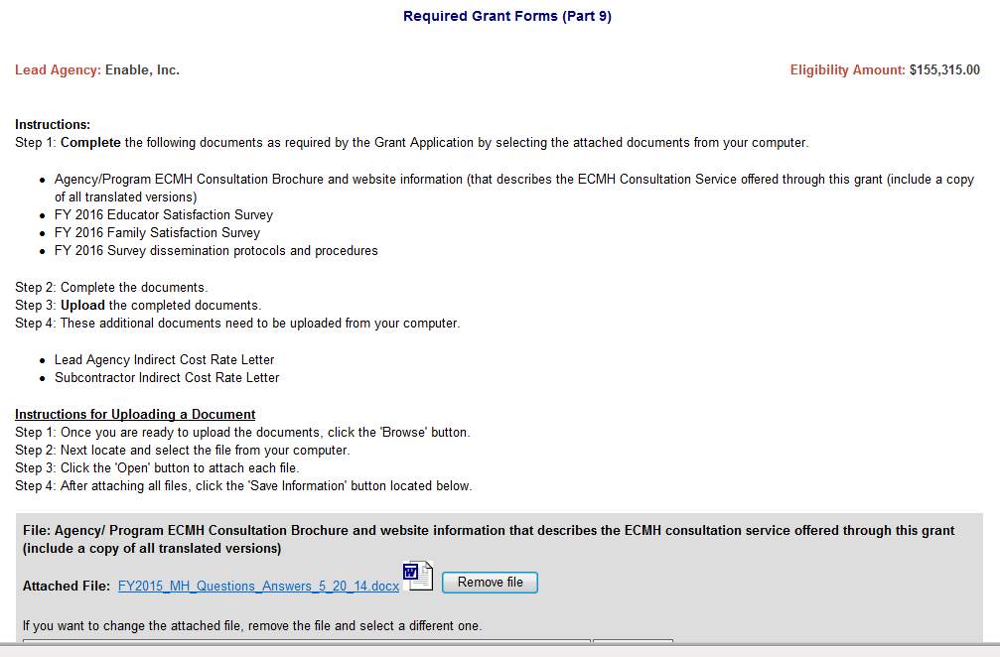 Required Grant Forms (Part 9)
Lead Agency: Enable, Inc. Eligibility Amount: $155,315.00
Instructions:
Step 1: Complete the following documents as required by the Grant Application by selecting the attached documents from your computer.
• Agency/Program ECMH Consultation Brochure and website information (that describes the ECMH Consultation Service offered through this grant (include a copy
of all translated versions)
• FY 2016 Educator Satisfaction Survey
• FY 2016 Family Satisfaction Survey
• FY 2016 Survey dissemination protocols and procedures
Step 2: Complete the documents.
Step 3: Upload the completed documents.
Step 4: These additional documents need to be uploaded from your computer.
• Lead Agency Indirect Cost Rate Letter
• Subcontractor Indirect Cost Rate Letter
Instructions for Uploading a Document
Step 1: Once you are ready to upload the documents, click the 'Browse' button.
Step 2: Next locate and select the file from your computer.
Step 3: Click the 'Open' button to attach each file.
Step 4: After attaching all files, click the 'Save Information' button located below.
File: Agency/ Program ECMH Consultation Brochure and website information that describes the ECMH consultation service offered through this grant
(include a copy of all translated versions)
Attached File: FY2015_MH_Questions_Answers_5_20_14.docx W Remove file
If you want to change the attached file, remove the file and select a different one.